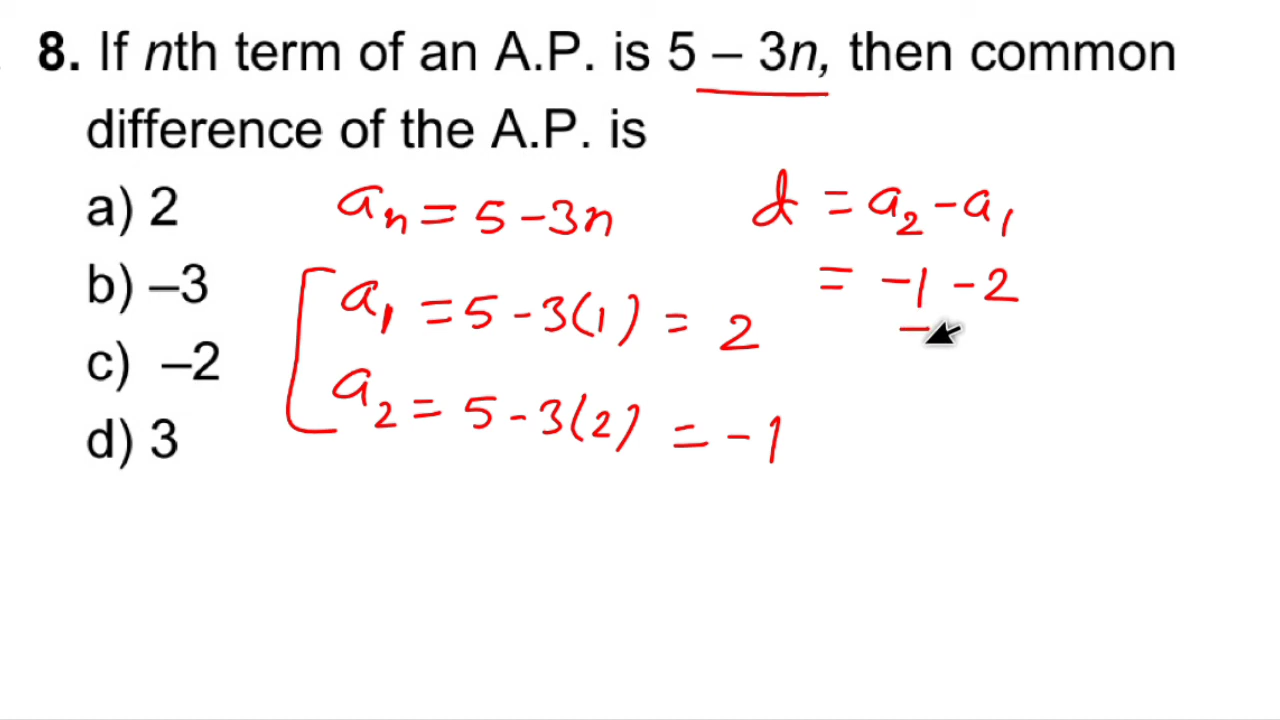 8. If nth term of an A.P. is 5 – 3n, then common
difference of the A.P. is
a) 2
b) –3
c) –2
d) 3
aₙ = 5 - 3n
a₁ = 5 - 3(1) = 2
a₂ = 5 - 3(2) = -1
d = a₂ - a₁
= -1 - 2